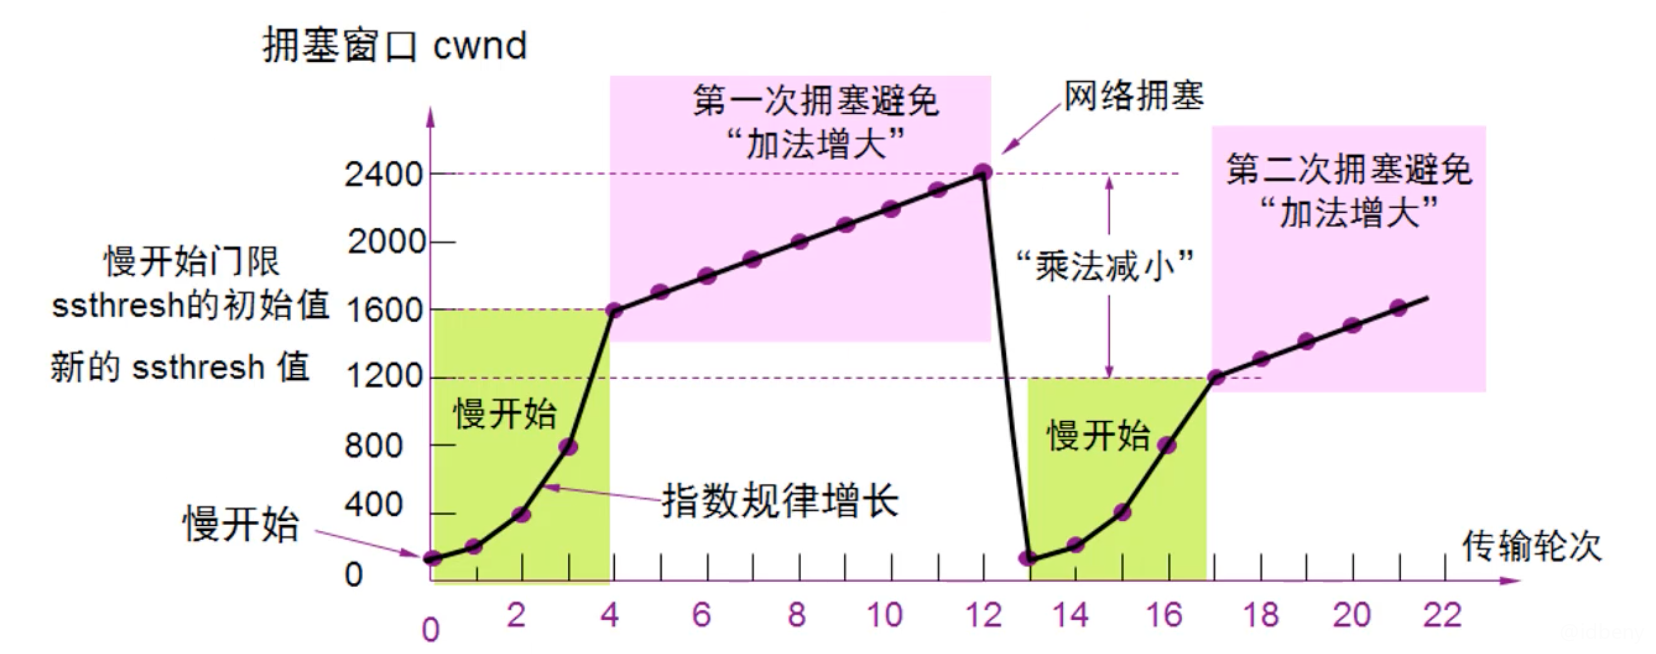 拥塞窗口 cwnd
第一次拥塞避免
“加法增大”
网络拥塞
第二次拥塞避免
“加法增大”
2400
2000
“乘法减小”
慢开始门限
ssthresh的初始值
1600
新的 ssthresh 值
1200
慢开始
慢开始
800
指数规律增长
400
慢开始
传输轮次
0
0 2 4 6 8 10 12 14 16 18 20 22